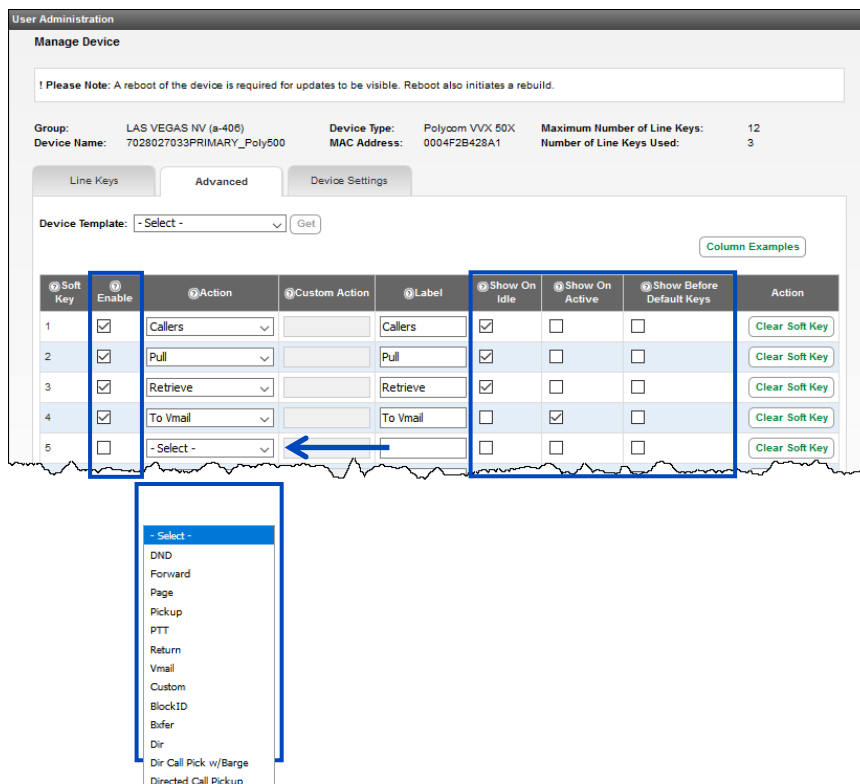 User Administration
Manage Device
! Please Note: A reboot of the device is required for updates to be visible. Reboot also initiates a rebuild.
Group: LAS VEGAS NV (a-406) Device Type: Polycom VVX 50X Maximum Number of Line Keys: 12
Device Name: 7028027033PRIMARY_Poly500 MAC Address: 0004F2B428A1 Number of Line Keys Used: 3
Line Keys Advanced Device Settings
Device Template: - Select - Get
Column Examples
Soft Key Enable Action Custom Action Label Show On Idle Show On Active Show Before Default Keys Action
1 Callers Callers Clear Soft Key
2 Pull Pull Clear Soft Key
3 Retrieve Retrieve Clear Soft Key
4 To Vmail To Vmail Clear Soft Key
5 - Select - Clear Soft Key
- Select -
DND
Forward
Page
Pickup
PTT
Return
Vmail
Custom
BlockID
Bxfer
Dir
Dir Call Pick w/Barge
Directed Call Pickup